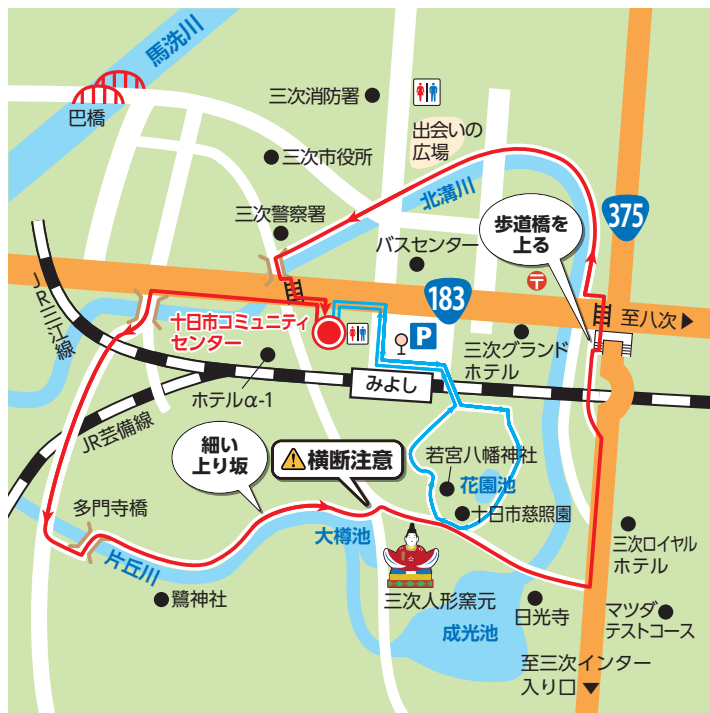 馬洗川
巴橋
三次消防署
出会いの
広場
三次市役所
北溝川
375
三次警察署
歩道橋を
上る
バスセンター
183
〒
至八次▶
JR三江線
十日市コミュニティ
センター
P
三次グランド
ホテル
みよし
ホテルα-1
JR芸備線
細い
上り坂
横断注意
若宮八幡神社
花園池
十日市慈照園
多門寺橋
大樽池
片丘川
三次ロイヤル
ホテル
鷺神社
三次人形窯元
成光池
日光寺
マツダ
テストコース
至三次インター
入り口▼